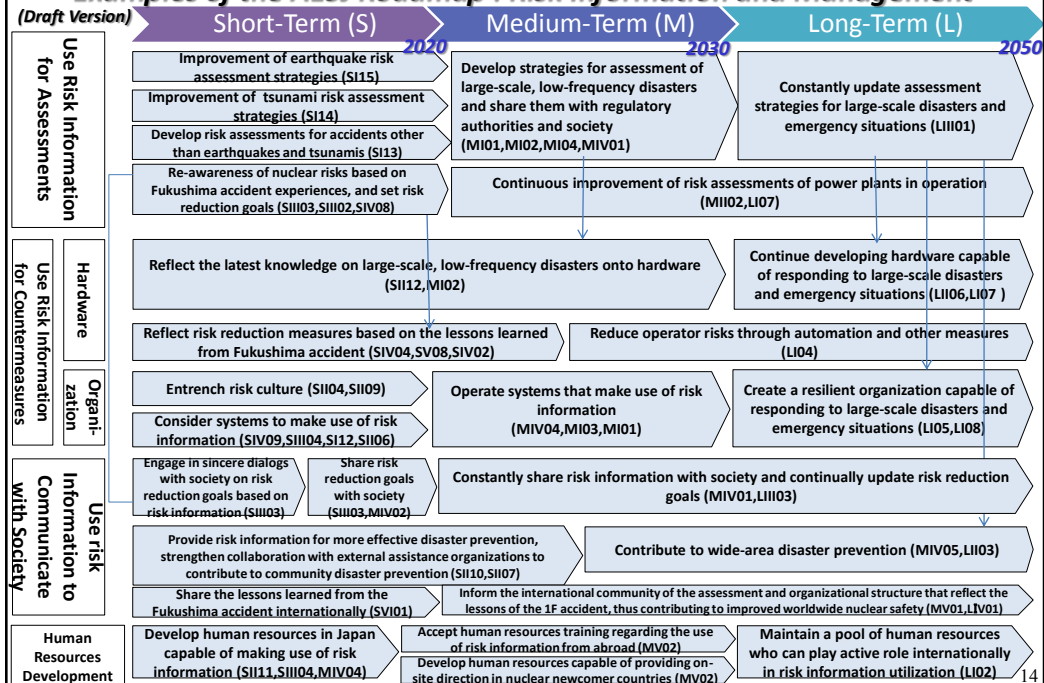 Examples of the AESJ Roadmap : Risk Information and Management
(Draft Version)
Short-Term (S)
Medium-Term (M)
Long-Term (L)
2020
2030
2050
Use Risk Information
for Assessments
Improvement of earthquake risk
assessment strategies (SI15)
Improvement of tsunami risk assessment
strategies (SI14)
Develop risk assessments for accidents other
than earthquakes and tsunamis (SI13)
Re-awareness of nuclear risks based on
Fukushima accident experiences, and set risk
reduction goals (SIII03,SIII02,SIV08)
Develop strategies for assessment of
large-scale, low-frequency disasters
and share them with regulatory
authorities and society
(MI01,MI02,MI04,MIV01)
Constantly update assessment
strategies for large-scale disasters and
emergency situations (LIII01)
Continuous improvement of risk assessments of power plants in operation
(MII02,LI07)
Use Risk Information
for Countermeasures
Hardware
Reflect the latest knowledge on large-scale, low-frequency disasters onto hardware
(SII12,MI02)
Continue developing hardware capable
of responding to large-scale disasters
and emergency situations (LII06,LI07 )
Reflect risk reduction measures based on the lessons learned
from Fukushima accident (SIV04,SV08,SIV02)
Reduce operator risks through automation and other measures
(LI04)
Organi-
zation
Entrench risk culture (SII04,SII09)
Consider systems to make use of risk
information (SIV09,SIII04,SI12,SII06)
Operate systems that make use of risk
information
(MIV04,MI03,MI01)
Create a resilient organization capable of
responding to large-scale disasters and
emergency situations (LI05,LI08)
Use risk
Information to
Communicate
with Society
Engage in sincere dialogs
with society on risk
reduction goals based on
risk information (SIII03)
Share risk
reduction goals
with society
(SIII03,MIV02)
Constantly share risk information with society and continually update risk reduction
goals (MIV01,LIII03)
Provide risk information for more effective disaster prevention,
strengthen collaboration with external assistance organizations to
contribute to community disaster prevention (SII10,SII07)
Contribute to wide-area disaster prevention (MIV05,LII03)
Share the lessons learned from the
Fukushima accident internationally (SVI01)
Inform the international community of the assessment and organizational structure that reflect the
lessons of the 1F accident, thus contributing to improved worldwide nuclear safety (MV01,LIV01)
Human
Resources
Development
Develop human resources in Japan
capable of making use of risk
information (SII11,SIII04,MIV04)
Accept human resources training regarding the use
of risk information from abroad (MV02)
Develop human resources capable of providing on-
site direction in nuclear newcomer countries (MV02)
Maintain a pool of human resources
who can play active role internationally
in risk information utilization (LI02)
14